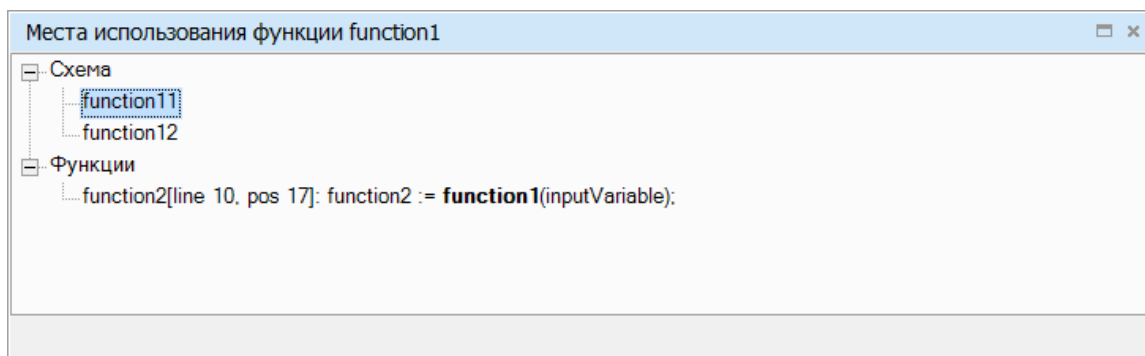 Места использования функции function1
Схема
function11
function12
Функции
function2[line 10, pos 17]: function2 := function1(inputVariable);